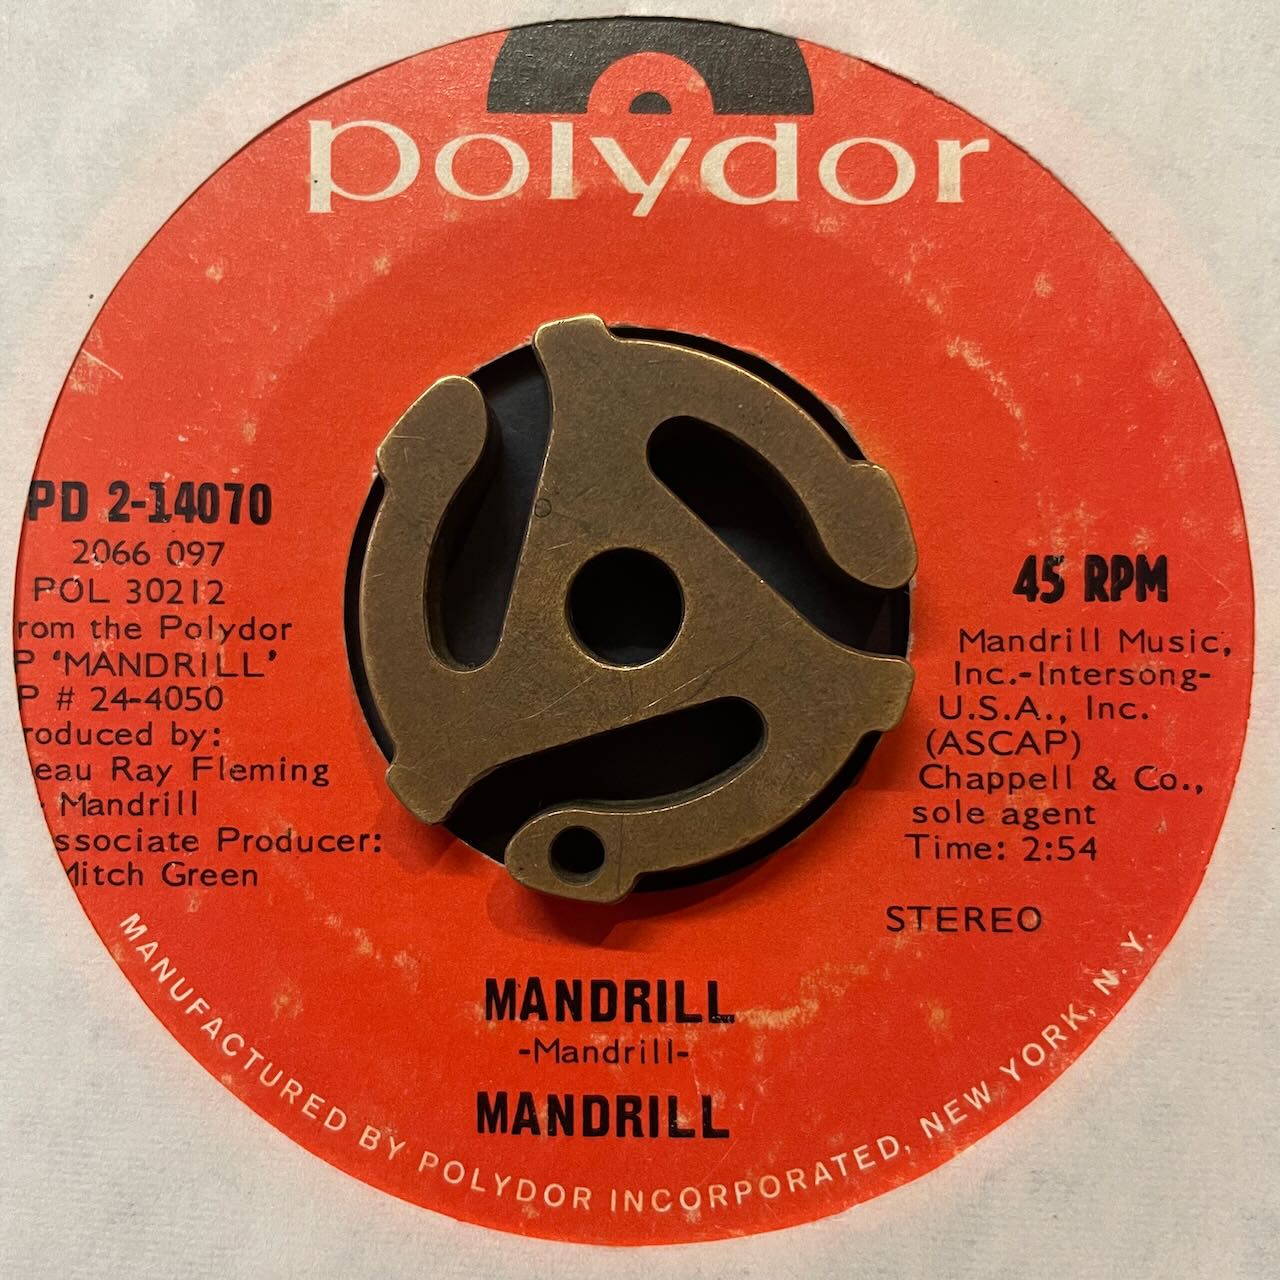 polydor
PD 2-14070
2066 097
POL 30212
rom the Polydor
P 'MANDRILL'
P # 24-4050
roduced by:
eau Ray Fleming
Mandrill
ssociate Producer:
Mitch Green
45 RPM
Mandrill Music,
Inc.-Intersong-
U.S.A., Inc.
(ASCAP)
Chappell & Co.,
sole agent
Time: 2:54
STEREO
MANDRILL
-Mandrill-
MANDRILL
MANUFACTURED BY POLYDOR INCORPORATED, NEW YORK, N.Y.